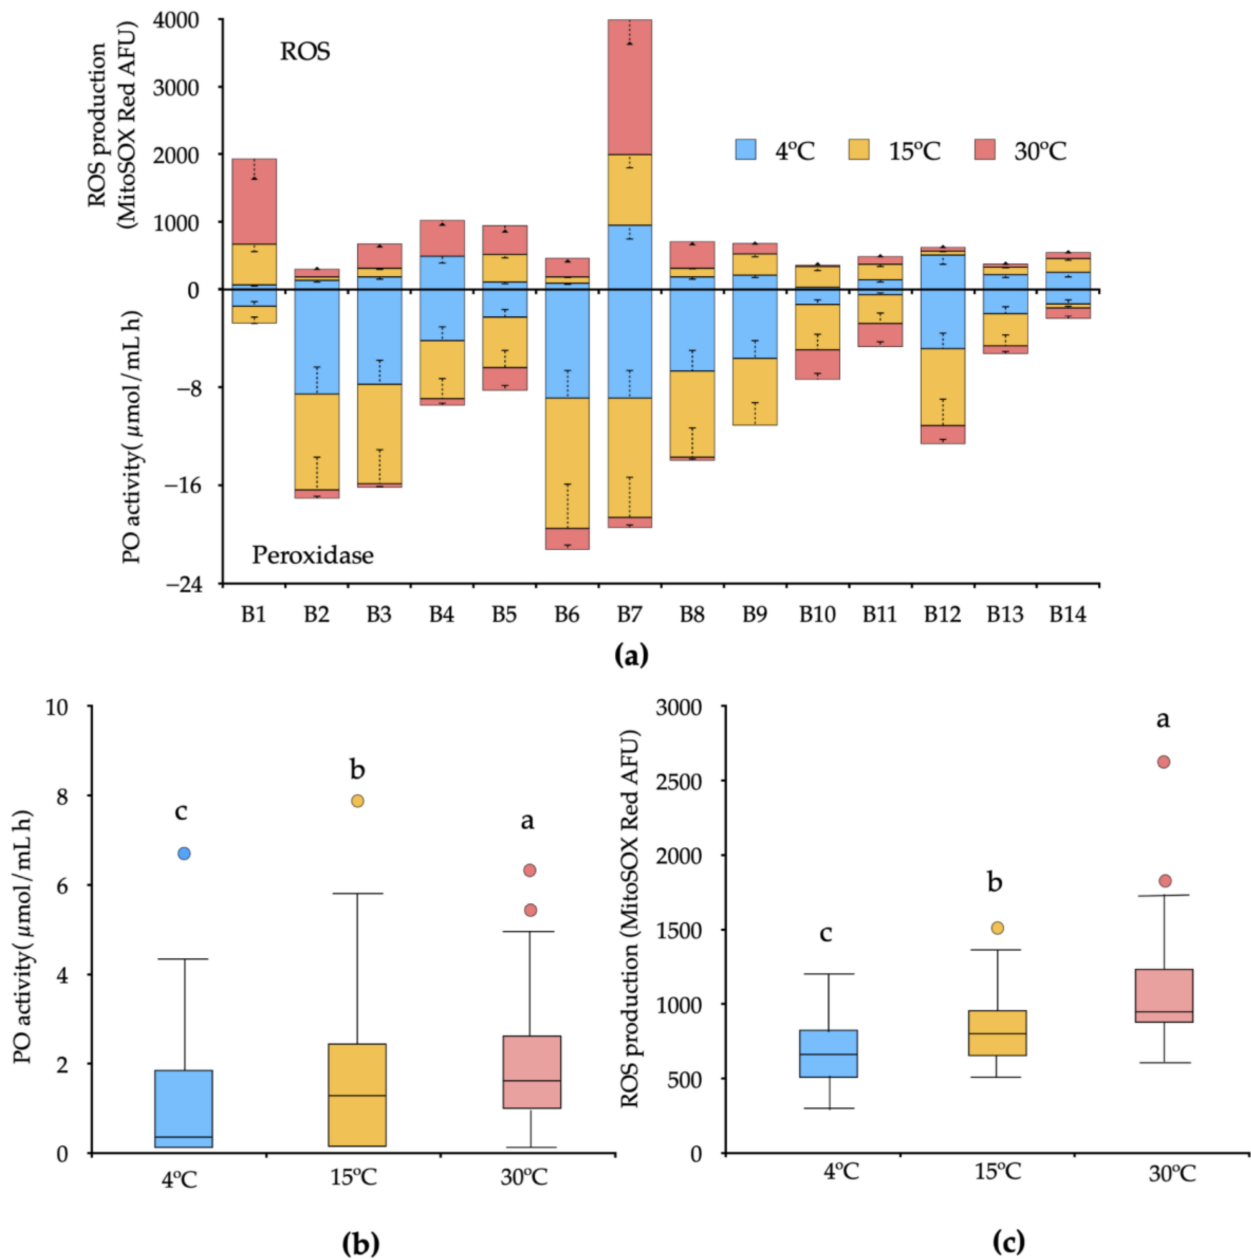 ROS production
(MitoSOX Red AFU)
4000
3000
2000
1000
0
ROS
4ºC 15ºC 30ºC
PO activity( μmol/mL h)
−8
−16
−24
Peroxidase
B1 B2 B3 B4 B5 B6 B7 B8 B9 B10 B11 B12 B13 B14
(a)
PO activity( μmol/mL h)
10
8
6
4
2
0
c
b
a
4ºC 15ºC 30ºC
(b)
ROS production (MitoSOX Red AFU)
3000
2500
2000
1500
1000
500
0
c
b
a
4ºC 15ºC 30ºC
(c)